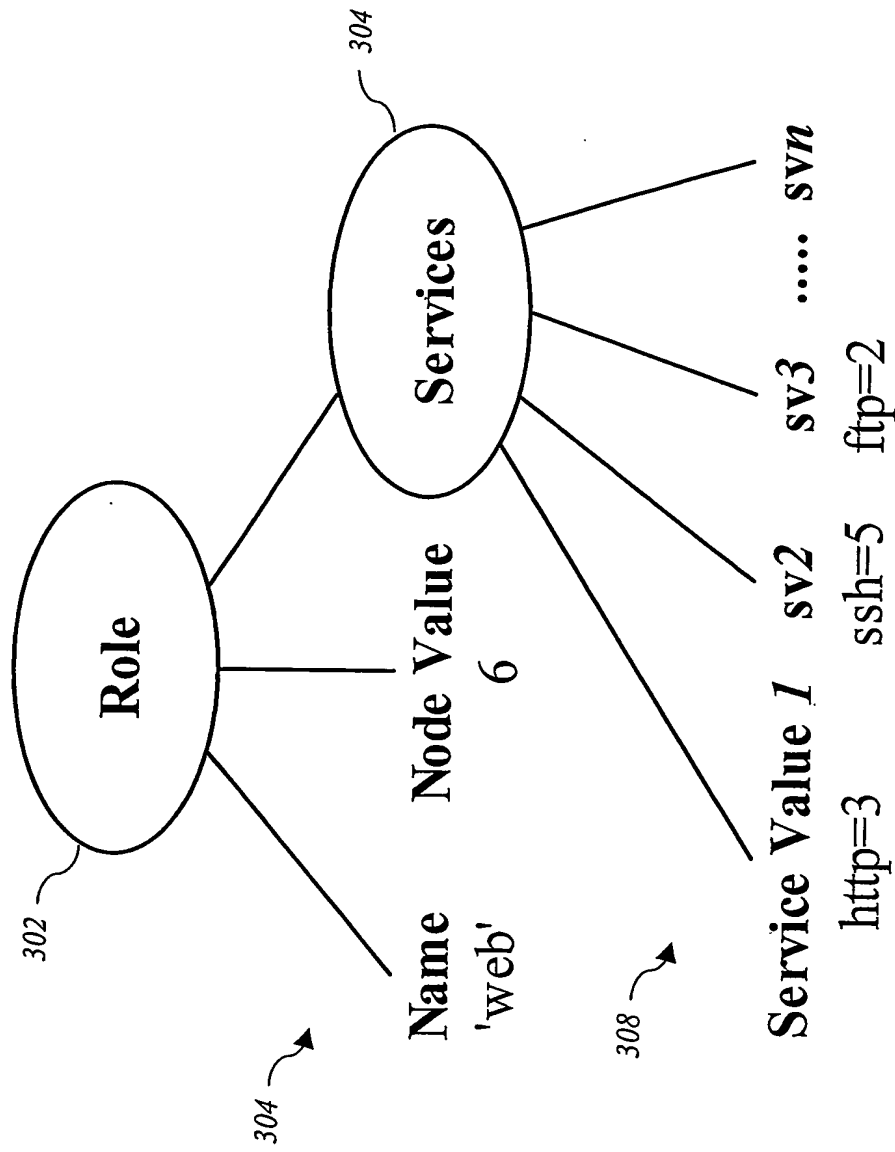 302
Role
304
Services
304
Name
'web'
Node Value
6
308
Service Value 1
http=3
sv2
ssh=5
sv3
ftp=2
..... svn